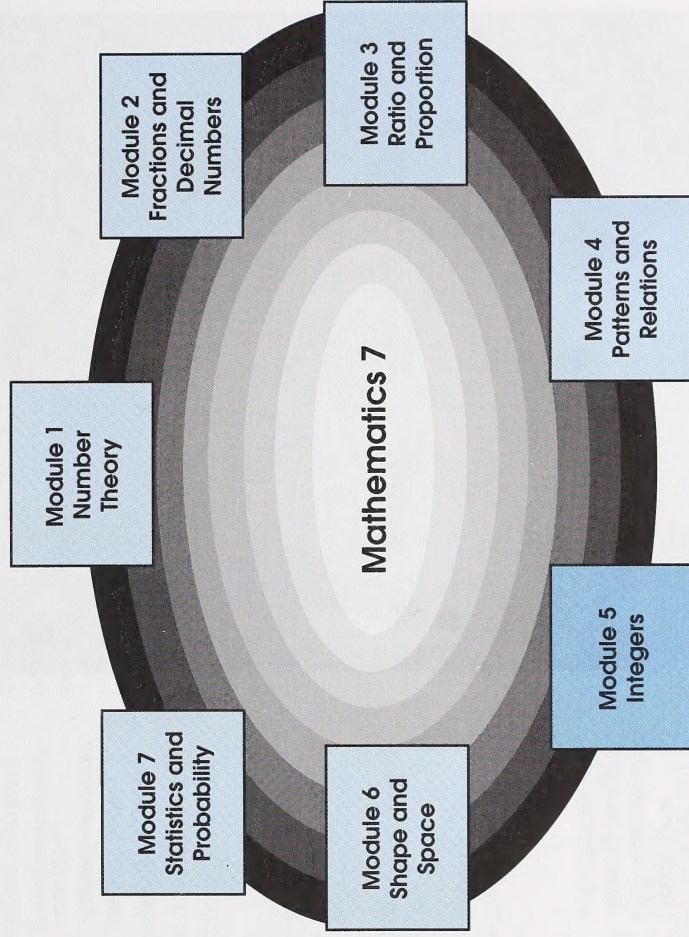 Module 1
Number
Theory
Module 2
Fractions and
Decimal
Numbers
Module 3
Ratio and
Proportion
Module 4
Patterns and
Relations
Module 5
Integers
Module 6
Shape and
Space
Module 7
Statistics and
Probability
Mathematics 7